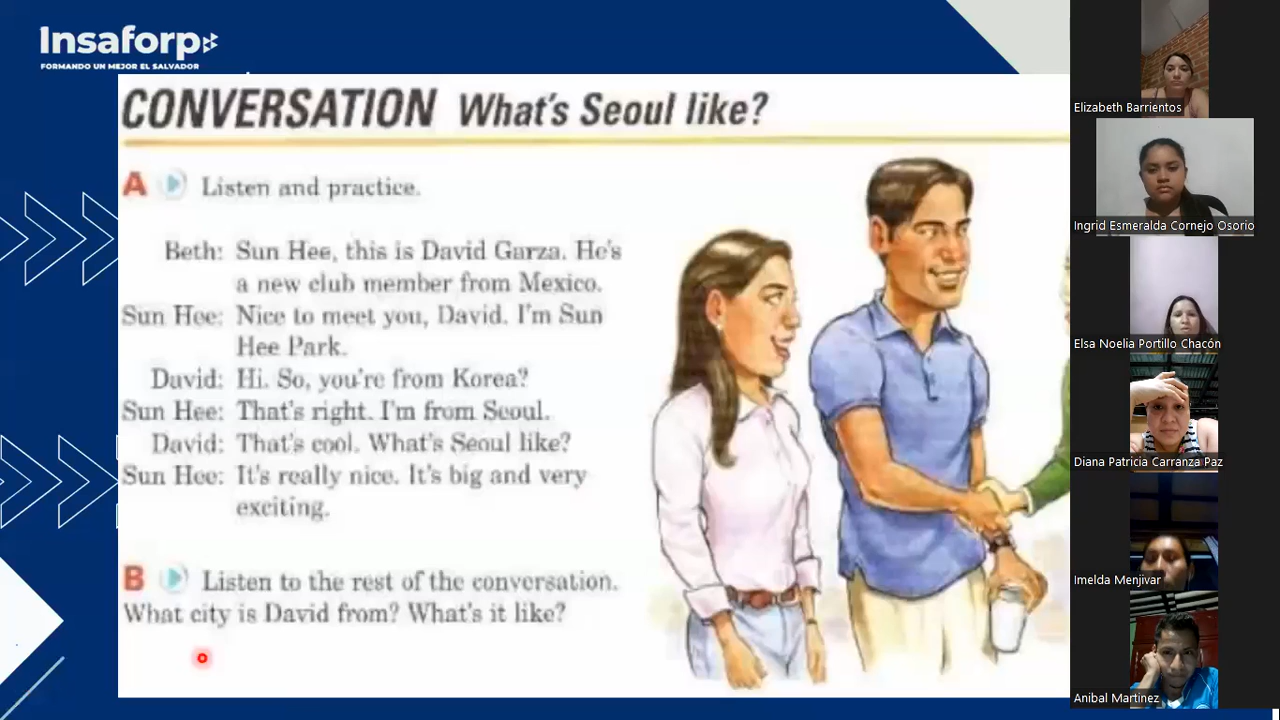 Insaforp
FORMANDO UN MEJOR EL SALVADOR
CONVERSATION What's Seoul like?
A Listen and practice.
Beth: Sun Hee, this is David Garza. He's
a new club member from Mexico.
Sun Hee: Nice to meet you, David. I'm Sun
Hee Park.
David: Hi. So, you're from Korea?
Sun Hee: That's right. I'm from Seoul.
David: That's cool. What's Seoul like?
Sun Hee: It's really nice. It's big and very
exciting.
B Listen to the rest of the conversation.
What city is David from? What's it like?
Elizabeth Barrientos
Ingrid Esmeralda Cornejo Osorio
Elsa Noelia Portillo Chacón
Diana Patricia Carranza Paz
Imelda Menjivar
Anibal Martinez